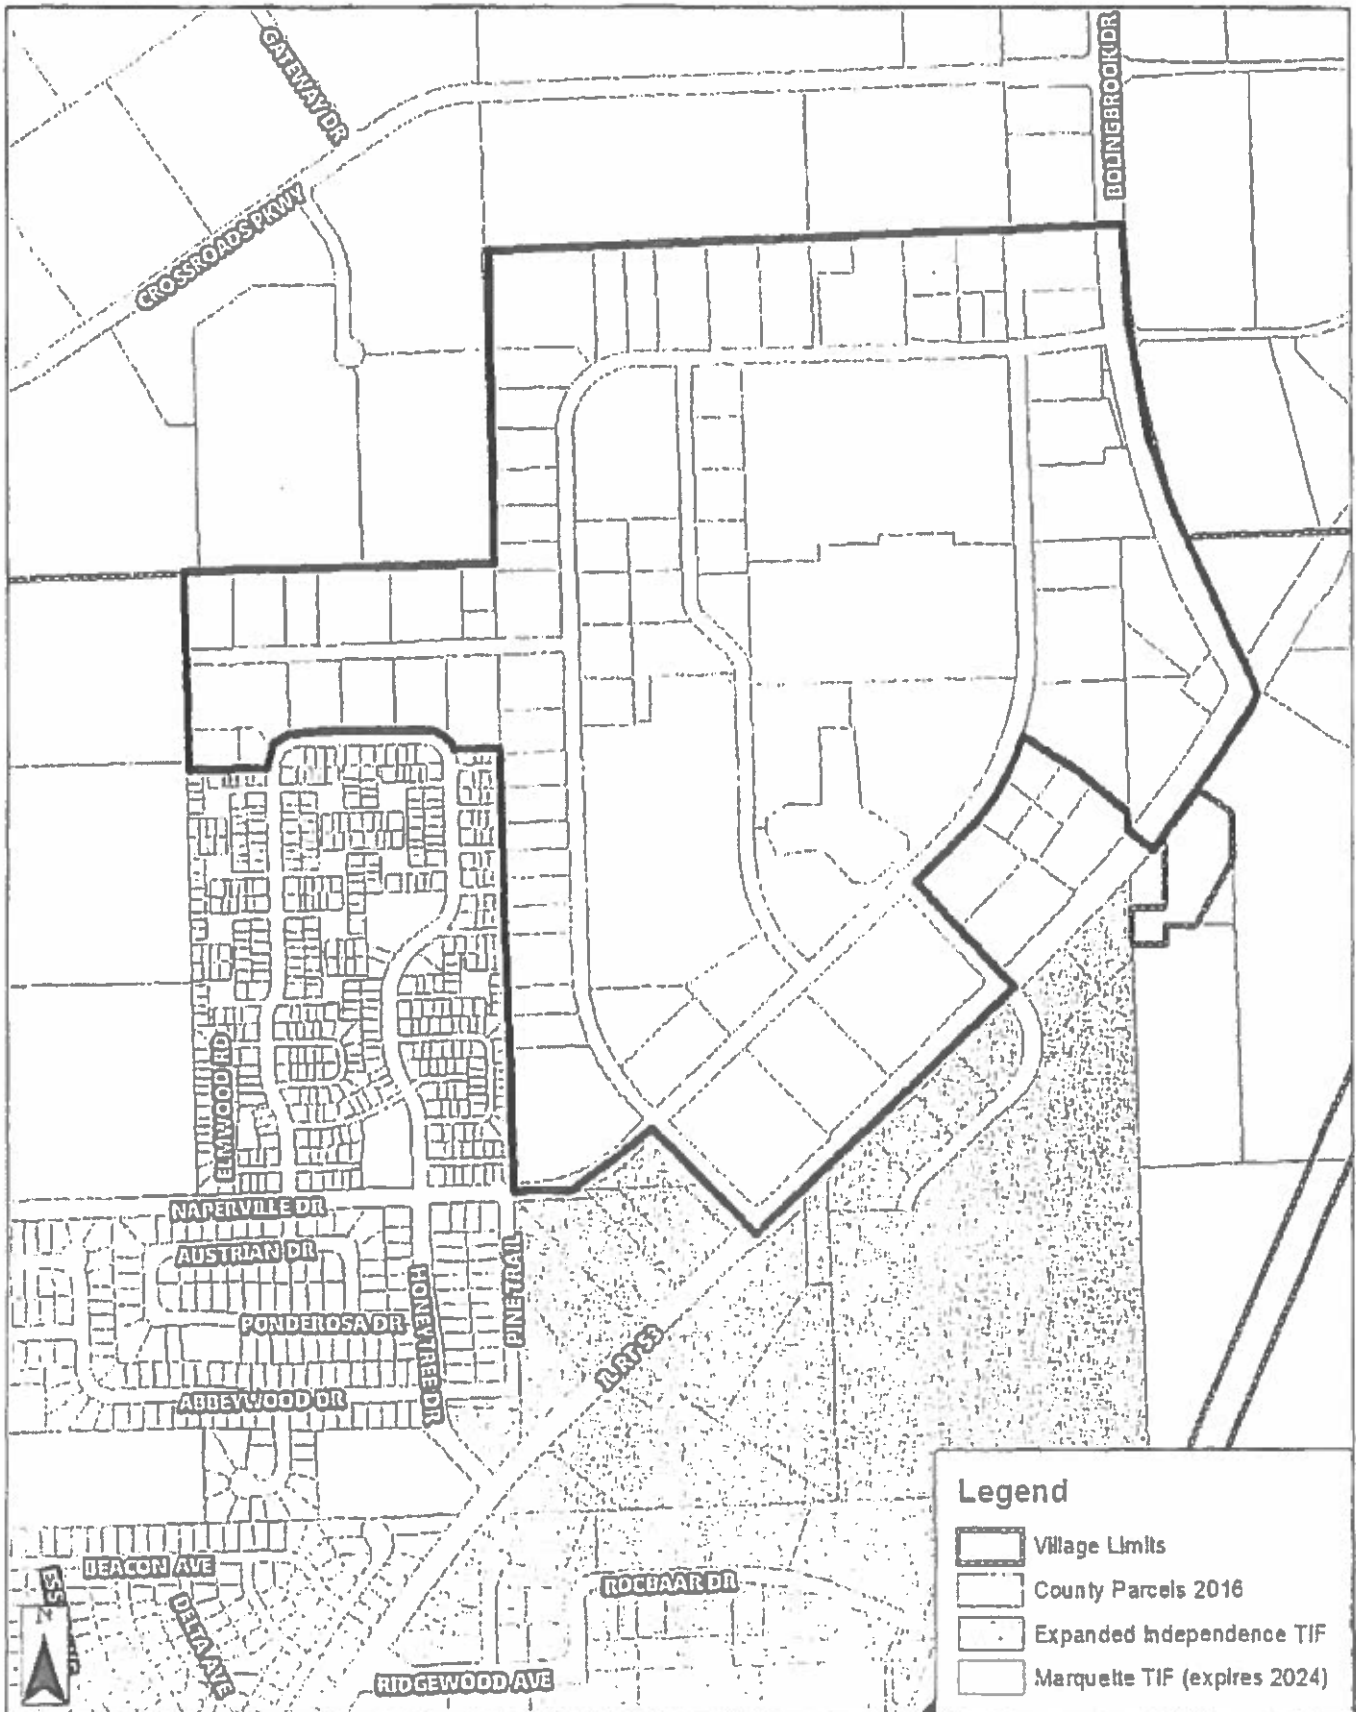 GATEWAY DR
BOLINGBROOK DR
CROSSROADS PKWY
ELMWOOD RD
NAPERVILLE DR
AUSTRIAN DR
HONEYTREE DR
PINE TRAIL
PONDEROSA DR
IL RT 53
ABBEYWOOD DR
Legend
Village Limits
County Parcels 2016
Expanded Independence TIF
Marquette TIF (expires 2024)
BEACON AVE
ROCBAAR DR
DELTA AVE
N
RIDGEWOOD AVE